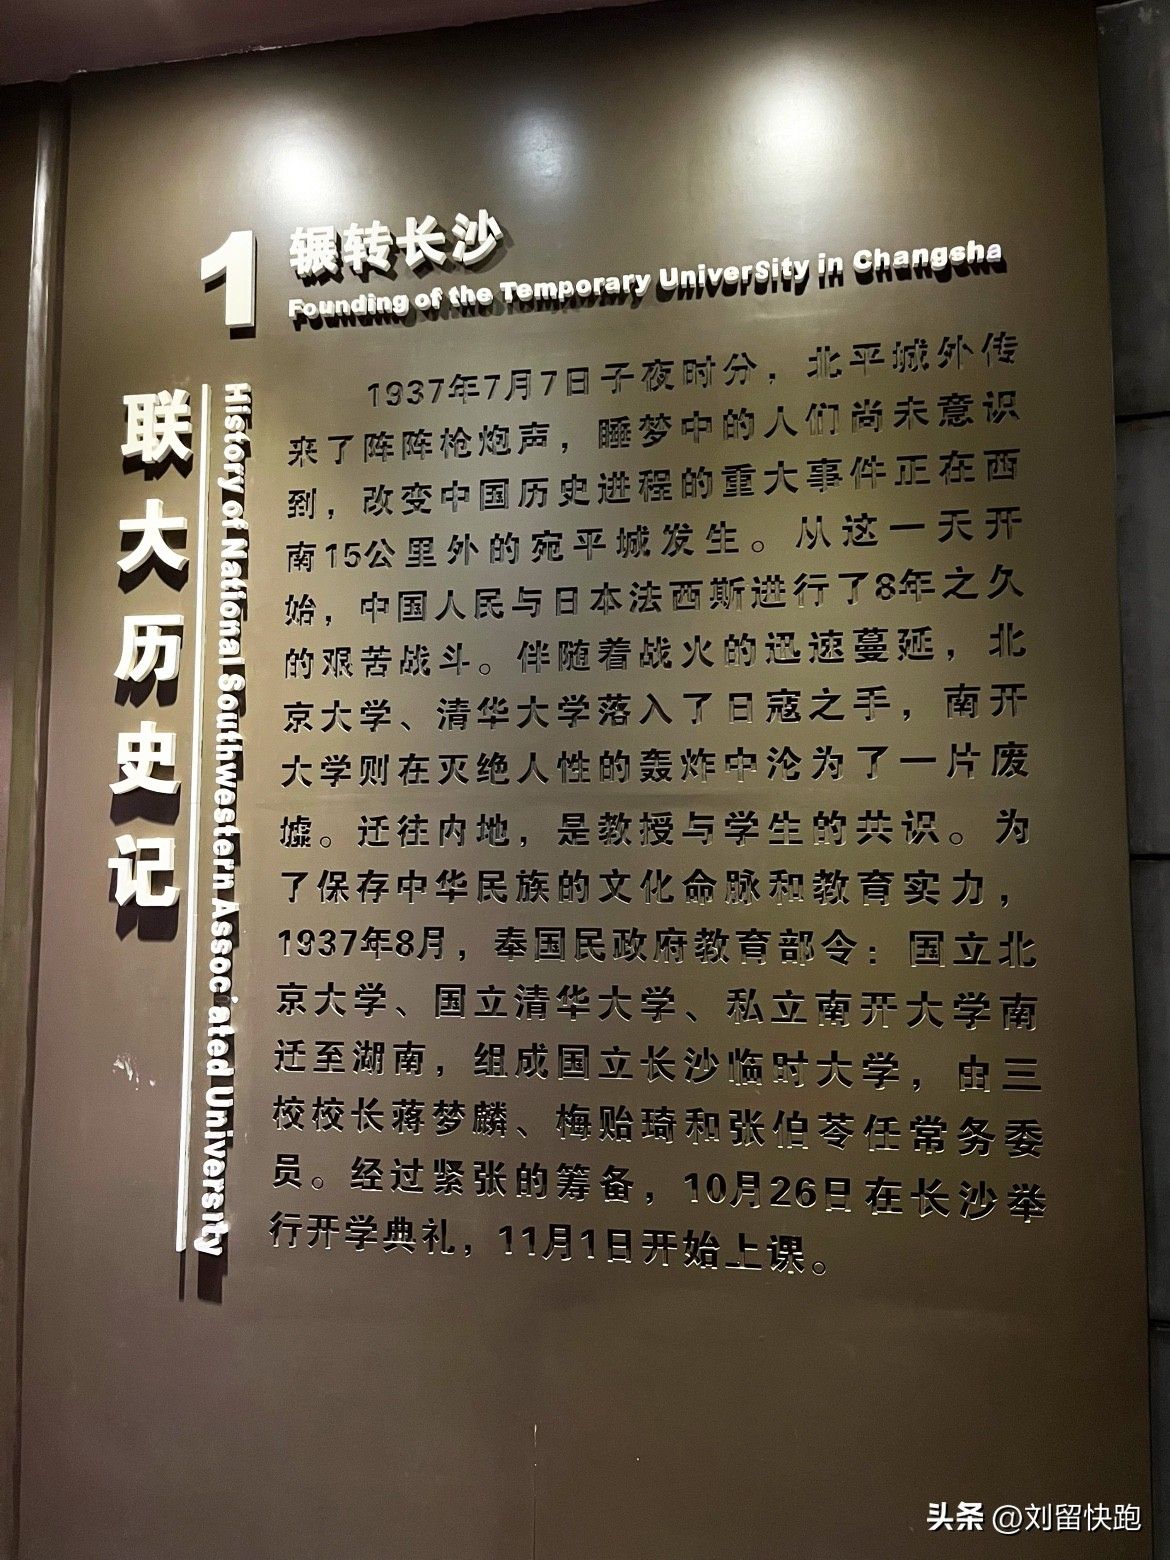 1
辗转长沙
Founding of the Temporary University in Changsha
联大历史记
History of National Southwestern Associated University
1937年7月7日子夜时分，北平城外传
来了阵阵枪炮声，睡梦中的人们尚未意识
到，改变中国历史进程的重大事件正在西
南15公里外的宛平城发生。从这一天开
始，中国人民与日本法西斯进行了8年之久
的艰苦战斗。伴随着战火的迅速蔓延，北
京大学、清华大学落入了日寇之手，南开
大学则在灭绝人性的轰炸中沦为了一片废
墟。迁往内地，是教授与学生的共识。为
了保存中华民族的文化命脉和教育实力，
1937年8月，奉国民政府教育部令：国立北
京大学、国立清华大学、私立南开大学南
迁至湖南，组成国立长沙临时大学，由三
校校长蒋梦麟、梅贻琦和张伯苓任常务委
员。经过紧张的筹备，10月26日在长沙举
行开学典礼，11月1日开始上课。
头条 @刘留快跑